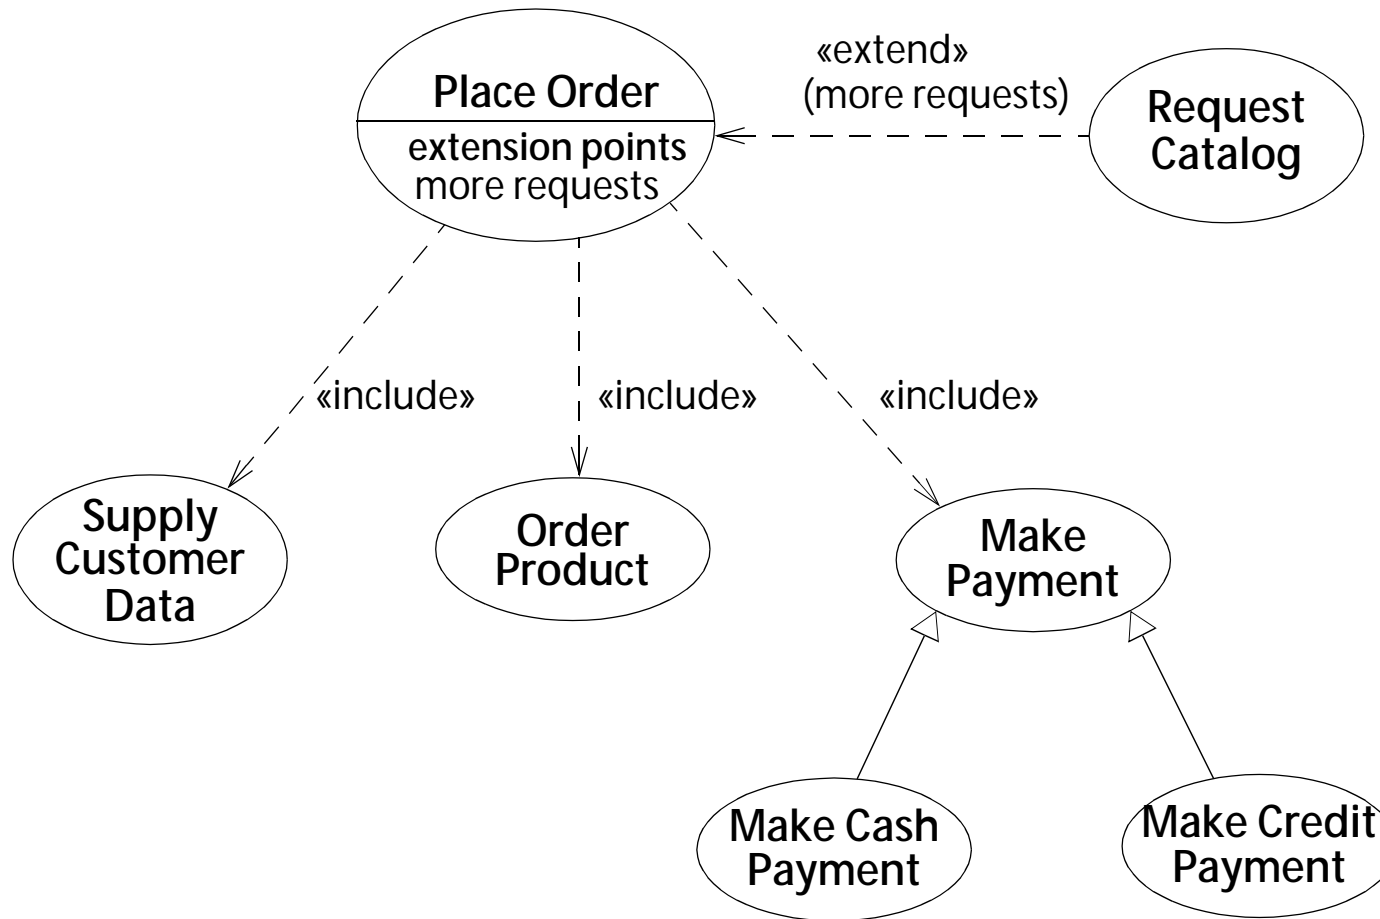 «extend»
(more requests)
Place Order
extension points
more requests
Request
Catalog
«include»
«include»
«include»
Supply
Customer
Data
Order
Product
Make
Payment
Make Cash
Payment
Make Credit
Payment